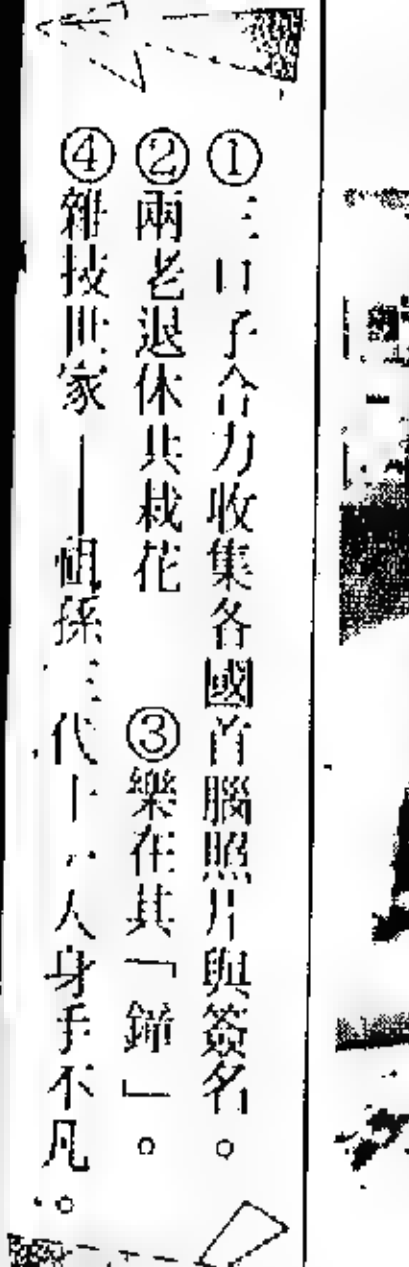 ①三口子合力收集各國首腦照片與簽名。
②兩老退休共栽花　③樂在其「鐘」。
④雜技世家——祖孫三代十一人身手不凡。